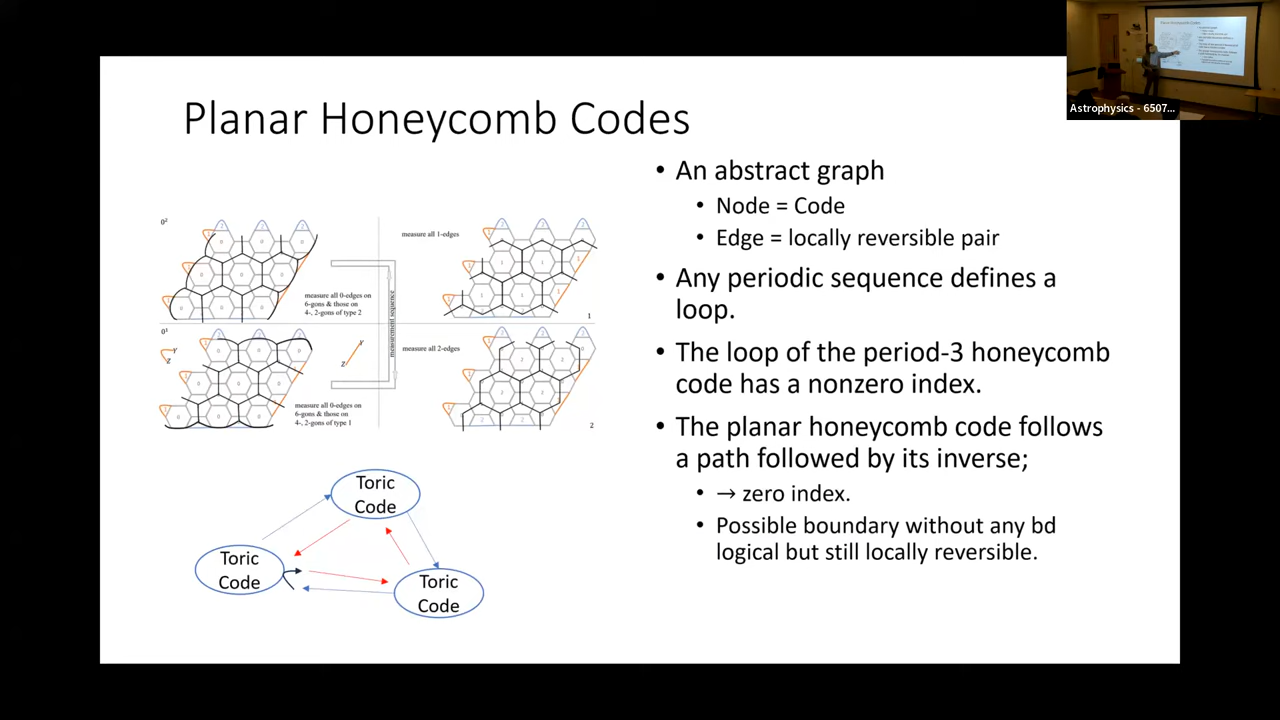 Planar Honeycomb Codes
Astrophysics - 6507...
• An abstract graph
• Node = Code
• Edge = locally reversible pair
• Any periodic sequence defines a
loop.
• The loop of the period-3 honeycomb
code has a nonzero index.
• The planar honeycomb code follows
a path followed by its inverse;
• → zero index.
• Possible boundary without any bd
logical but still locally reversible.
measure all 0-edges on
6-gons & those on
4-, 2-gons of type 2
measure all 1-edges
1
measurement sequence
measure all 0-edges on
6-gons & those on
4-, 2-gons of type 1
measure all 2-edges
2
Toric
Code
Toric
Code
Toric
Code